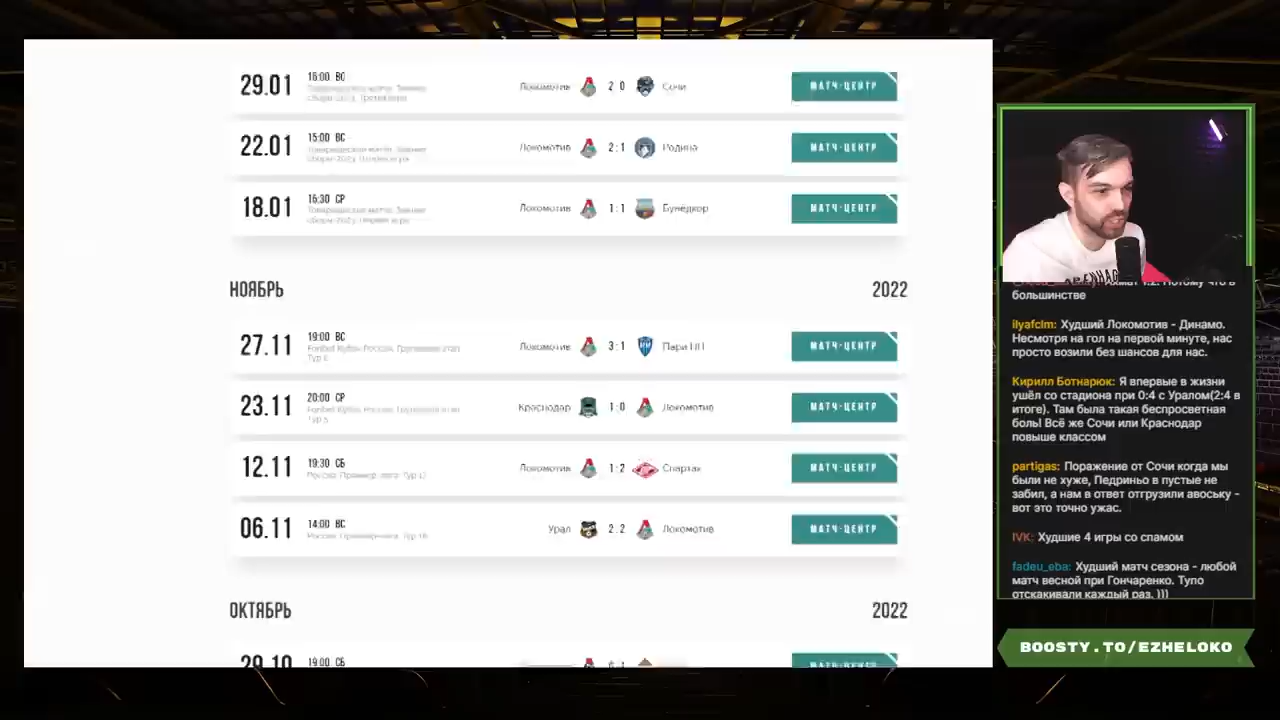 29.01
16:00 ВС
Локомотив 2 0 Сочи
МАТЧ-ЦЕНТР
22.01
15:00 ВС
Локомотив 2:1 Родина
МАТЧ-ЦЕНТР
18.01
16:30 СР
Локомотив 1:1 Бунёдкор
МАТЧ-ЦЕНТР
НОЯБРЬ 2022
27.11
19:00 ВС
Локомотив 3:1 Пари НН
МАТЧ-ЦЕНТР
23.11
20:00 СР
Краснодар 1:0 Локомотив
МАТЧ-ЦЕНТР
12.11
19:30 СБ
Локомотив 1:2 Спартак
МАТЧ-ЦЕНТР
06.11
14:00 ВС
Урал 2:2 Локомотив
МАТЧ-ЦЕНТР
ОКТЯБРЬ 2022
29.10
19:00 СБ
большинстве
ilyafclm: Худший Локомотив - Динамо.
Несмотря на гол на первой минуте, нас
просто возили без шансов для нас.
Кирилл Ботнарюк: Я впервые в жизни
ушёл со стадиона при 0:4 с Уралом(2:4 в
итоге). Там была такая беспросветная
боль! Всё же Сочи или Краснодар
повыше классом
partigas: Поражение от Сочи когда мы
были не хуже, Педриньо в пустые не
забил, а нам в ответ отгрузили авоську -
вот это точно ужас.
IVK: Худшие 4 игры со спамом
fadeu_eba: Худший матч сезона - любой
матч весной при Гончаренко. Тупо
отскакивали каждый раз. )))
BOOSTY.TO/EZHELOKO